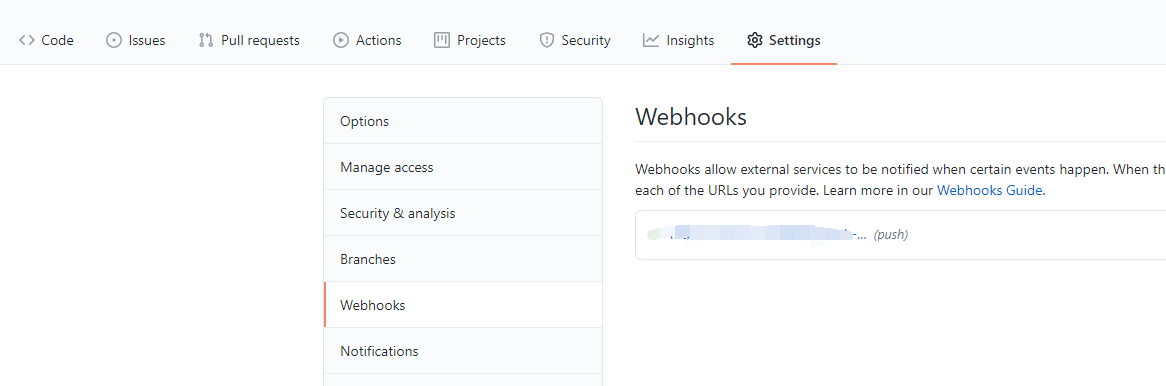 Code Issues Pull requests Actions Projects Security Insights Settings
Options
Manage access
Security & analysis
Branches
Webhooks
Notifications
Webhooks
Webhooks allow external services to be notified when certain events happen. When th
each of the URLs you provide. Learn more in our Webhooks Guide.
(push)